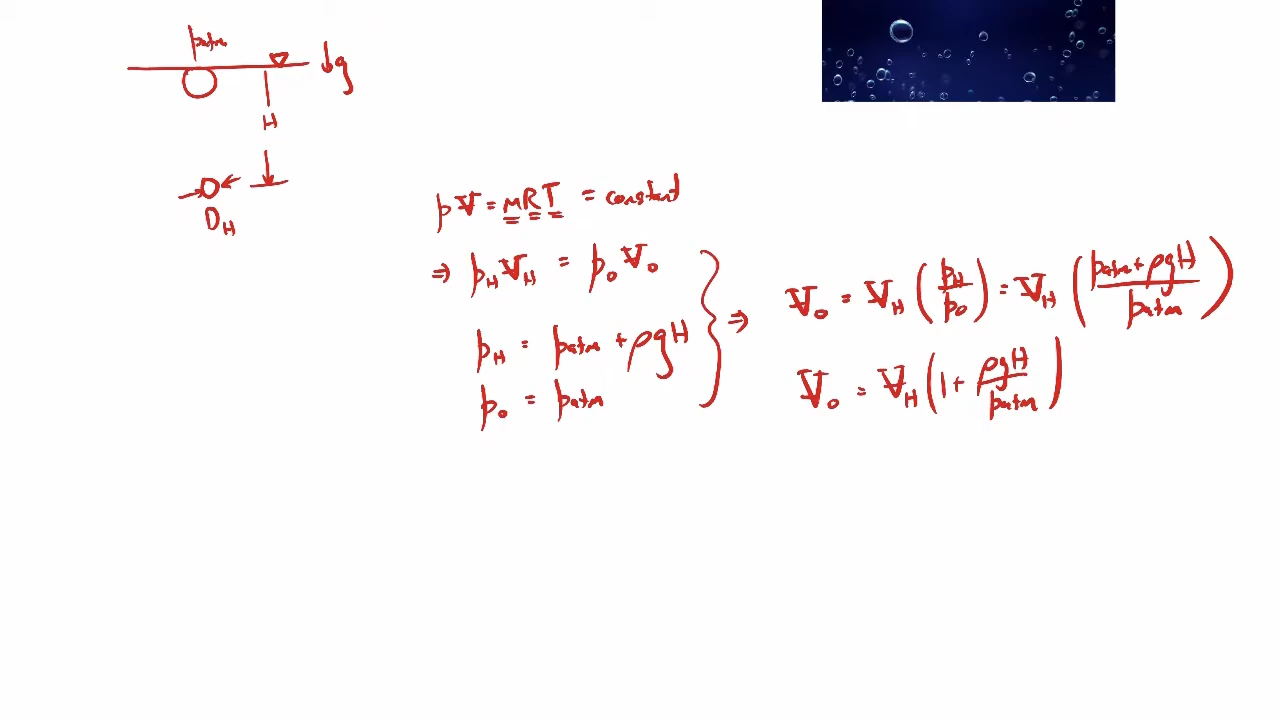 patm
g
H
D_H
pV = mRT = constant
⇒ p_H V_H = p_0 V_0
p_H = patm + ρgH
p_0 = patm
⇒ V_0 = V_H (p_H / p_0) = V_H ((patm + ρgH) / patm)
V_0 = V_H (1 + ρgH / patm)